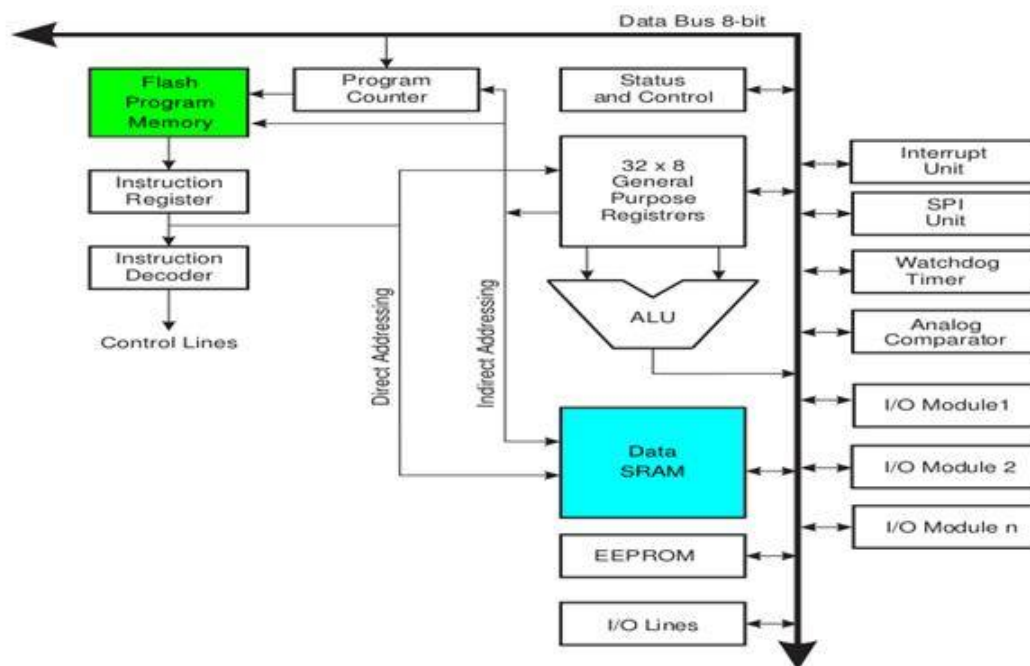 Data Bus 8-bit
Flash
Program
Memory
Program
Counter
Status
and Control
Instruction
Register
32 x 8
General
Purpose
Registrers
Interrupt
Unit
SPI
Unit
Instruction
Decoder
Watchdog
Timer
Control Lines
Direct Addressing
Indirect Addressing
ALU
Analog
Comparator
I/O Module1
Data
SRAM
I/O Module 2
I/O Module n
EEPROM
I/O Lines